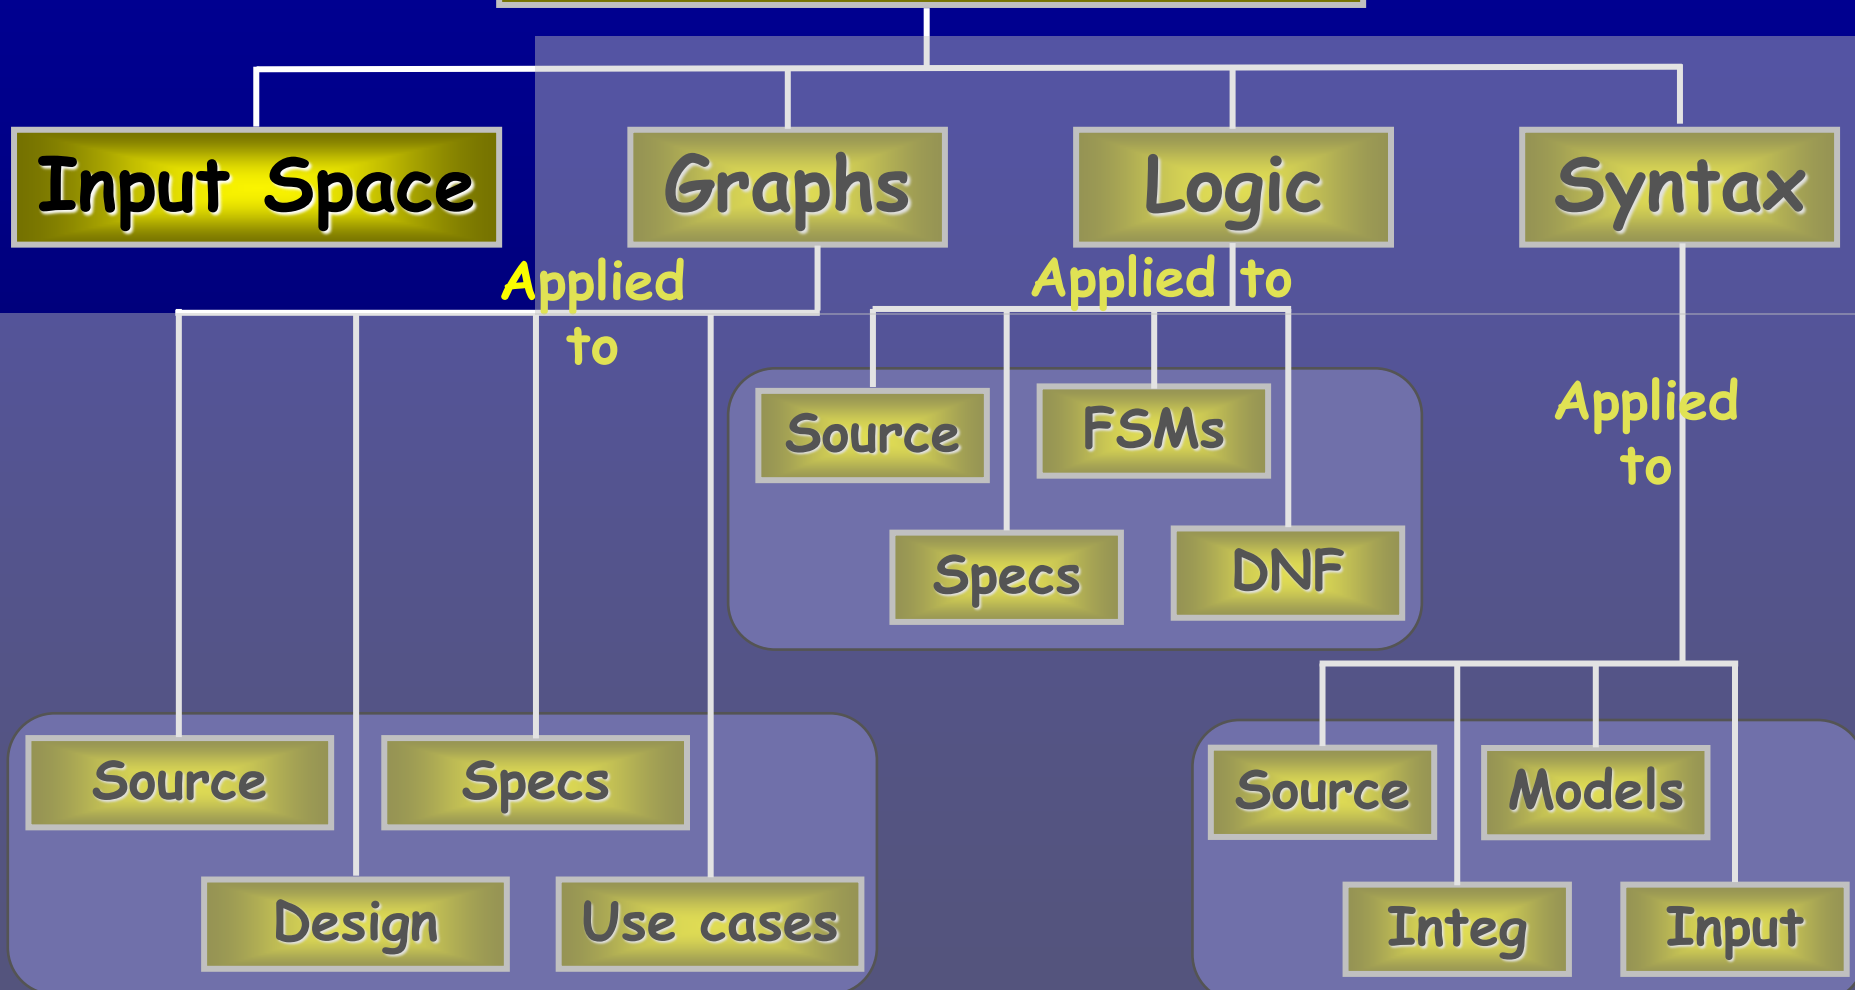 Input Space
Graphs
Logic
Syntax
Applied
to
Applied to
Applied
to
Source
FSMs
Specs
DNF
Source
Specs
Design
Use cases
Source
Models
Integ
Input